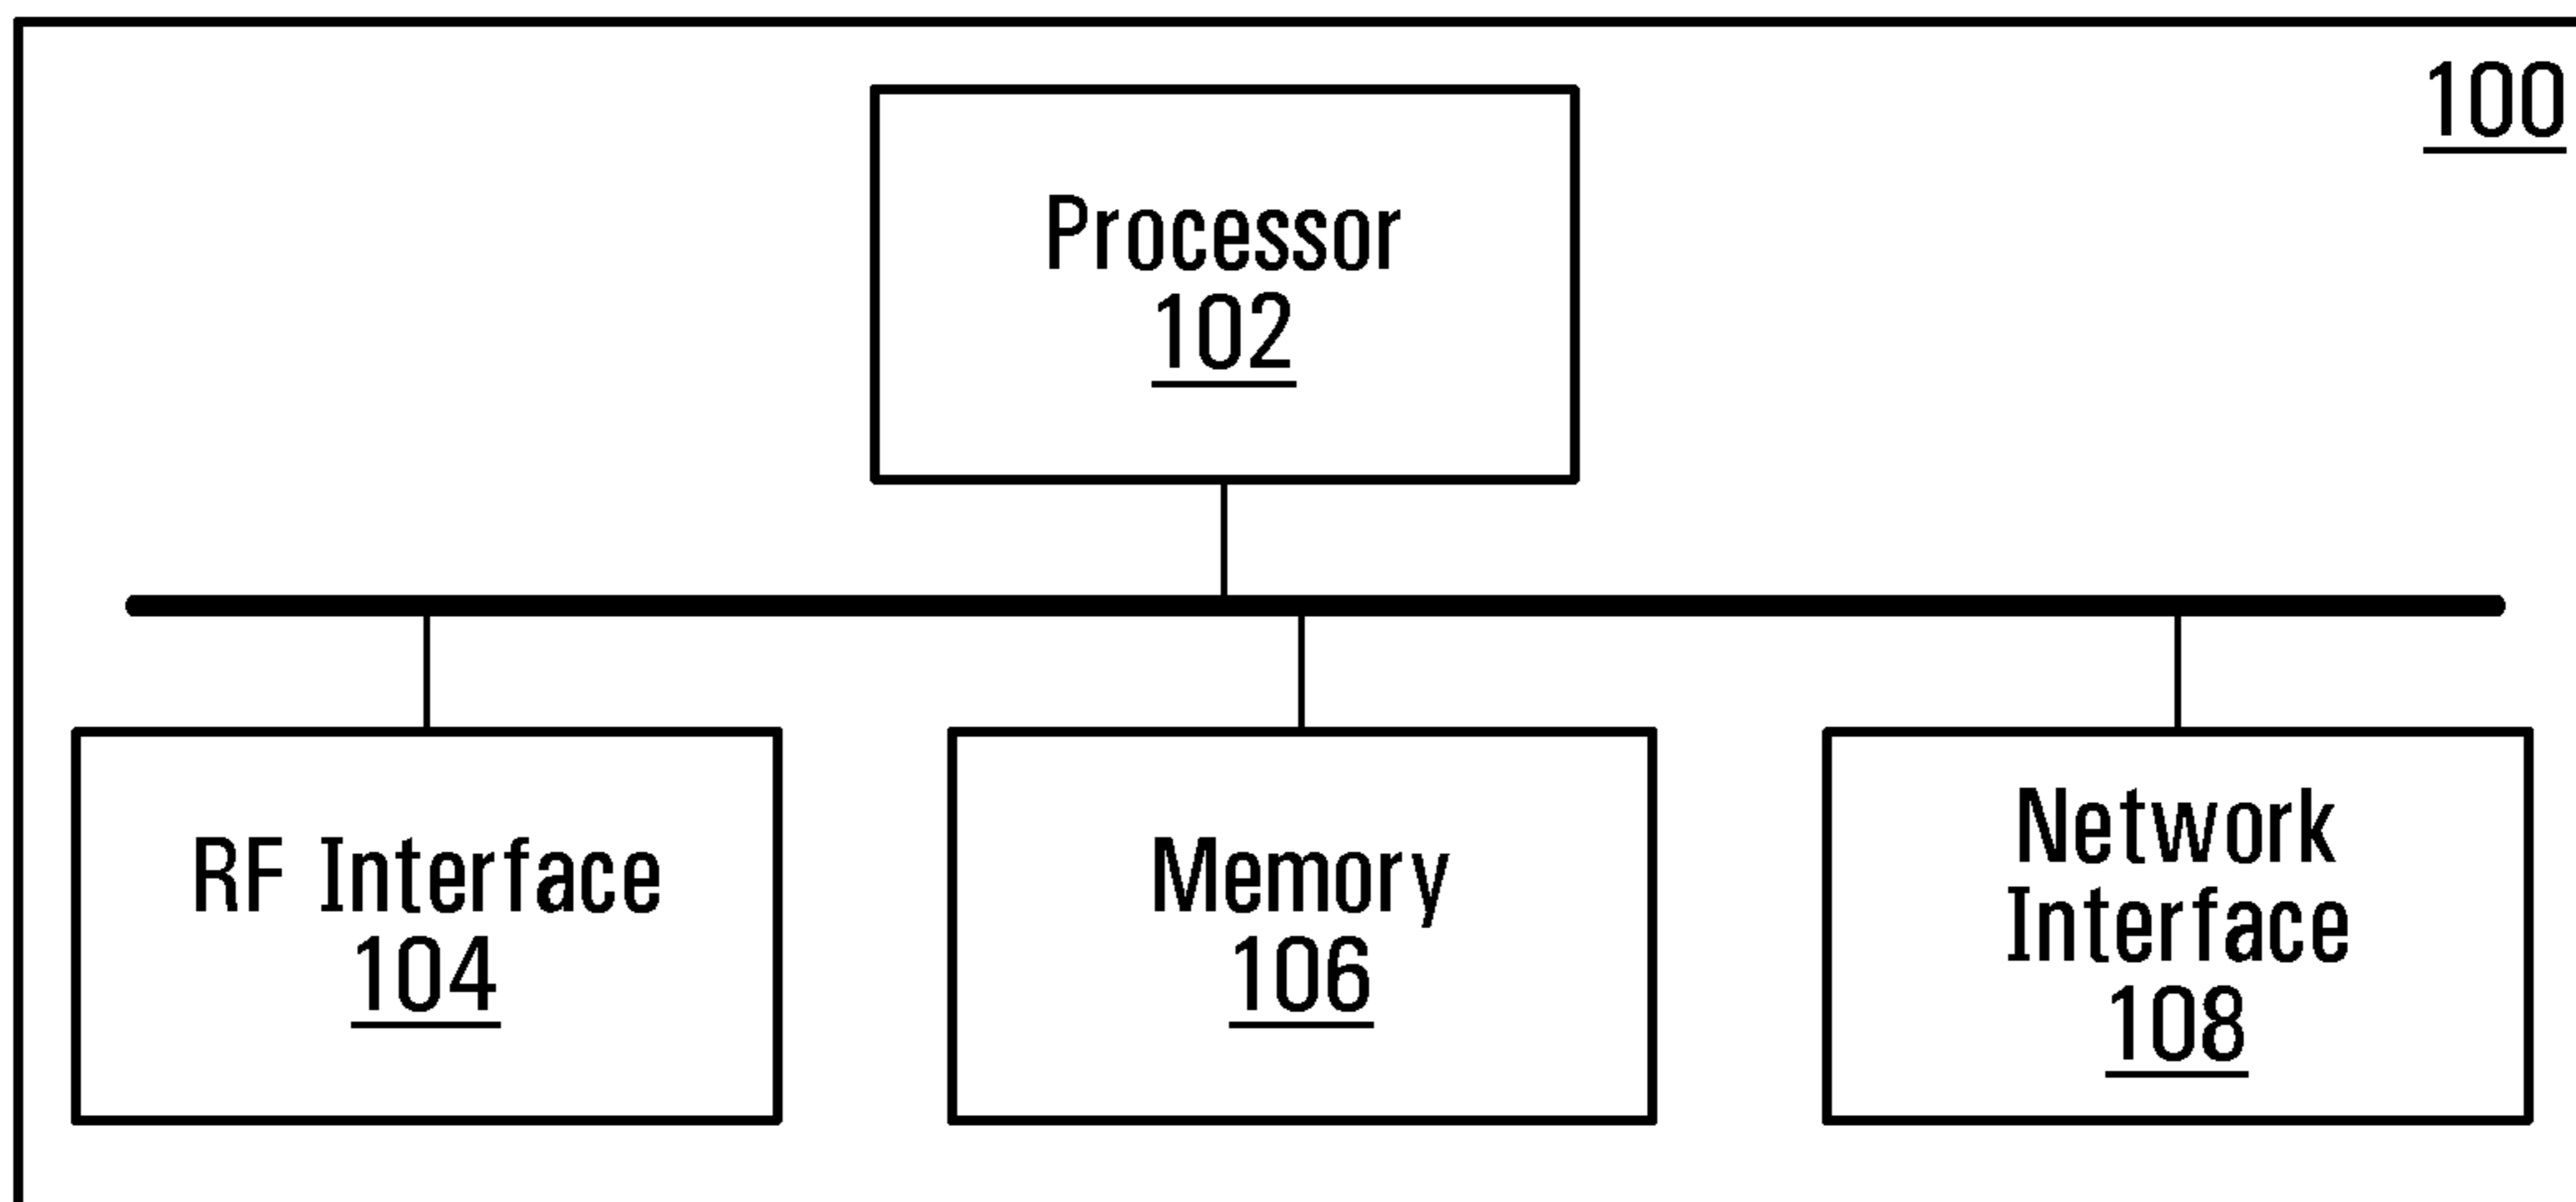 100
Processor
102
RF Interface
104
Memory
106
Network
Interface
108